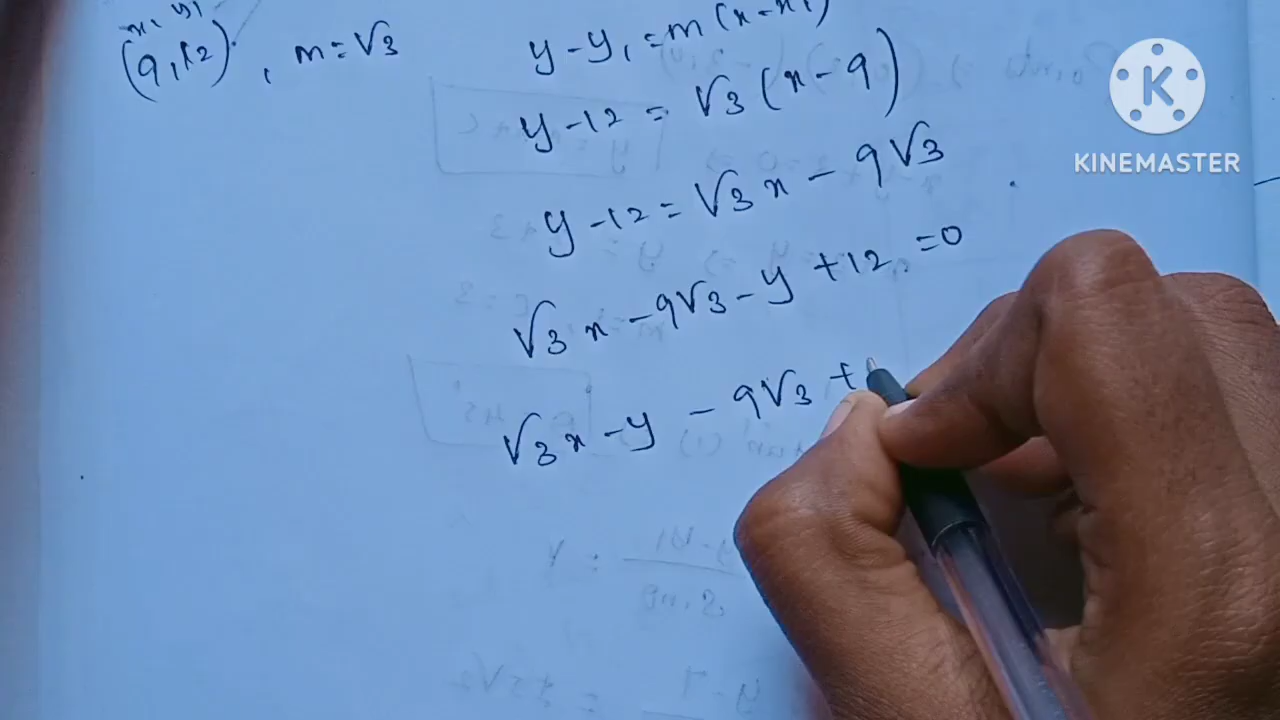 x₁ y₁
(9,12), m=√3
y-y₁=m(x-x₁)
y-12=√3(x-9)
y-12=√3x-9√3
√3x-9√3-y+12=0
√3x-y-9√3+
K
KINEMASTER